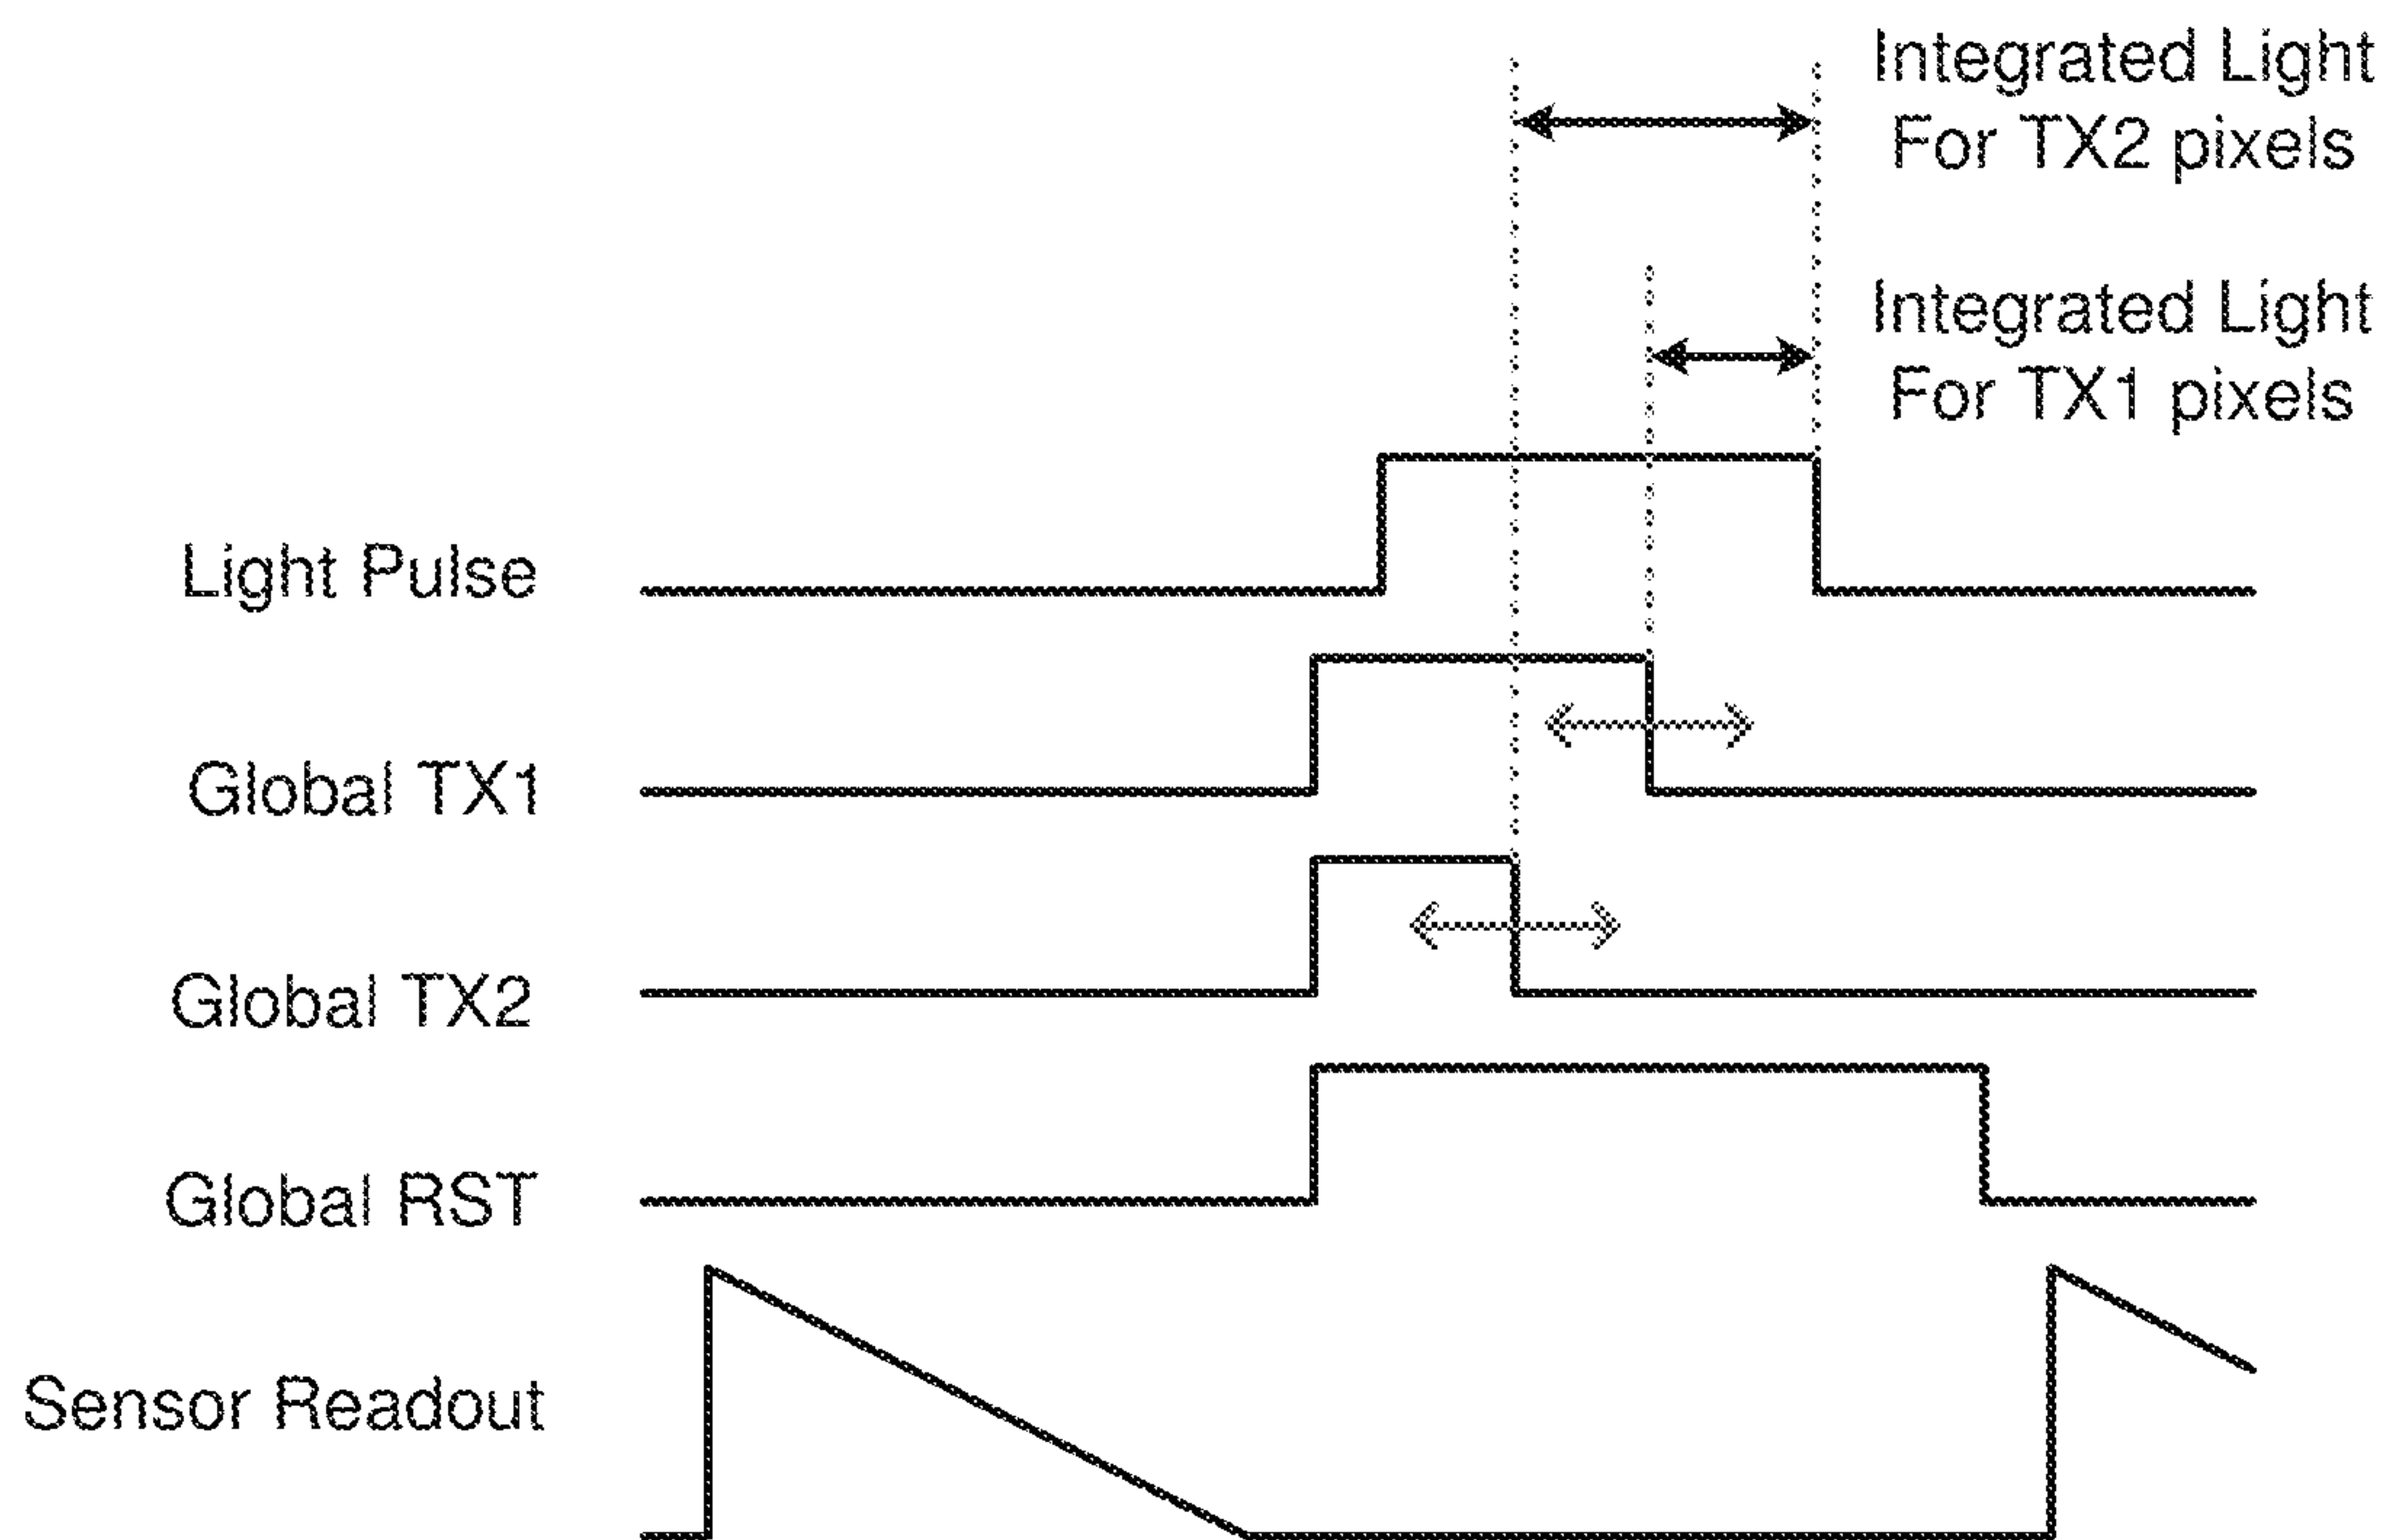 Integrated Light
For TX2 pixels
Integrated Light
For TX1 pixels
Light Pulse
Global TX1
Global TX2
Global RST
Sensor Readout